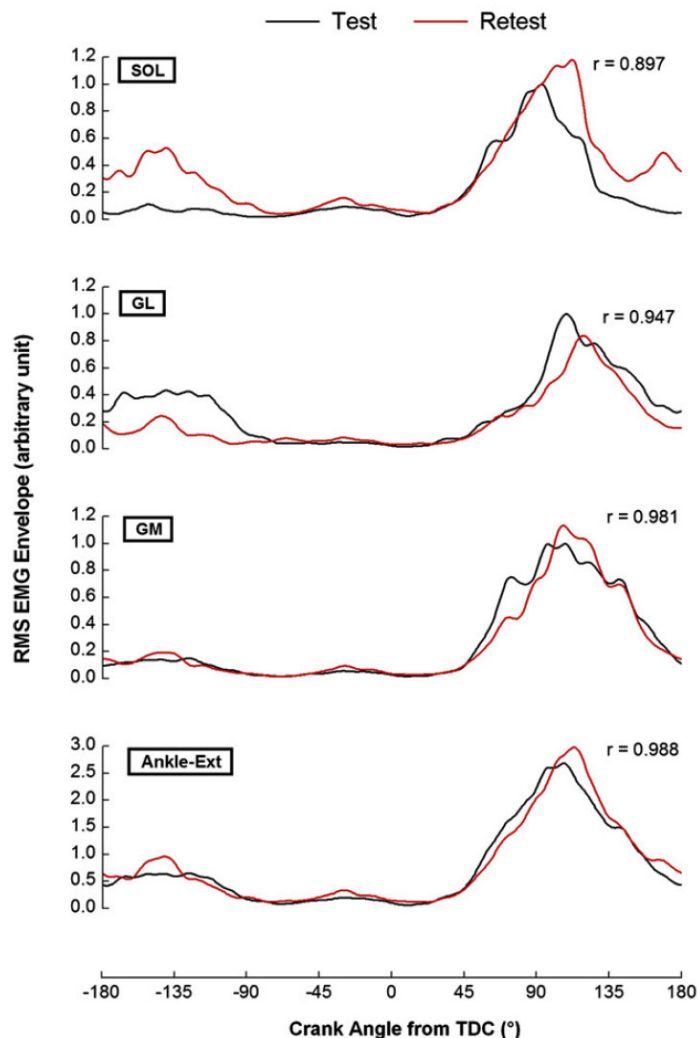 Test Retest
SOL
r = 0.897
1.2
1.0
0.8
0.6
0.4
0.2
0.0
GL
r = 0.947
1.2
1.0
0.8
0.6
0.4
0.2
0.0
GM
r = 0.981
1.2
1.0
0.8
0.6
0.4
0.2
0.0
Ankle-Ext
r = 0.988
3.0
2.5
2.0
1.5
1.0
0.5
0.0
RMS EMG Envelope (arbitrary unit)
-180 -135 -90 -45 0 45 90 135 180
Crank Angle from TDC (°)